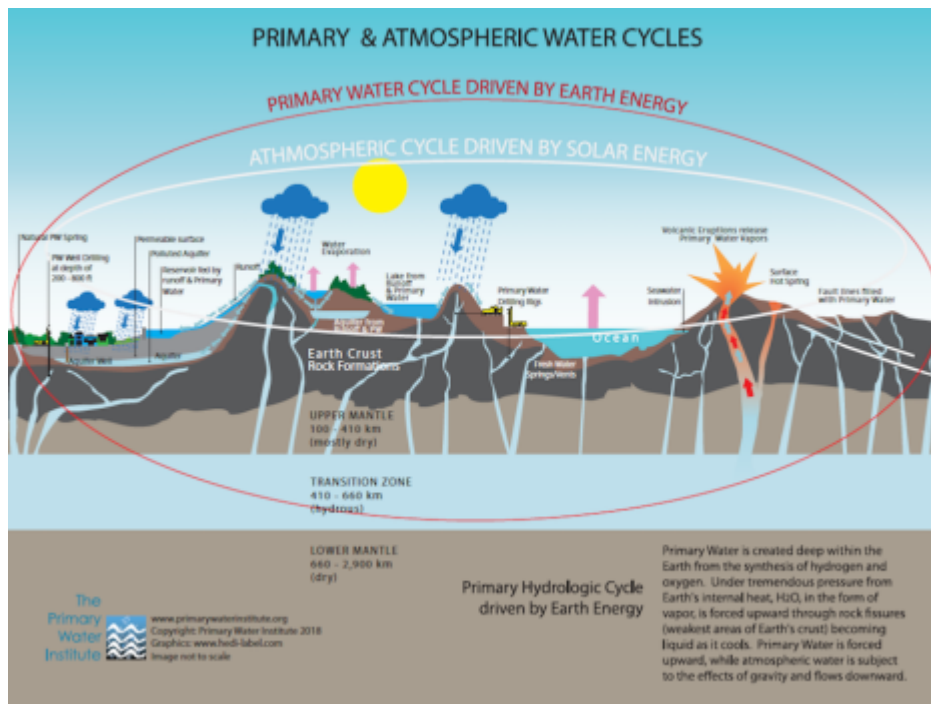 PRIMARY & ATMOSPHERIC WATER CYCLES
PRIMARY WATER CYCLE DRIVEN BY EARTH ENERGY
ATHMOSPHERIC CYCLE DRIVEN BY SOLAR ENERGY
Natural PW Spring
PW Well Drilling
at depth of
200 - 800 ft
Permeable surface
Polluted Aquifer
Reservoir fed by
runoff & Primary
Water
Runoff
Water
Evaporation
Lake from
Runoff
& Primary
Water
Primary Water
Drilling Rigs
Volcanic Eruptions release
Primary Water Vapors
Surface
Hot Spring
Seawater
Intrusion
Fault lines filled
with Primary Water
Aquifer Well
Aquifer
Aquifer from
Runoff & PW
Ocean
Fresh Water
Springs/Vents
Earth Crust
Rock Formations
UPPER MANTLE
100 - 410 km
(mostly dry)
TRANSITION ZONE
410 - 660 km
(hydrous)
LOWER MANTLE
660 - 2,900 km
(dry)
Primary Hydrologic Cycle
driven by Earth Energy
Primary Water is created deep within the
Earth from the synthesis of hydrogen and
oxygen. Under tremendous pressure from
Earth's internal heat, H2O, in the form of
vapor, is forced upward through rock fissures
(weakest areas of Earth's crust) becoming
liquid as it cools. Primary Water is forced
upward, while atmospheric water is subject
to the effects of gravity and flows downward.
The
Primary
Water
Institute
www.primarywaterinstitute.org
Copyright: Primary Water Institute 2018
Graphics: www.hedi-label.com
Image not to scale